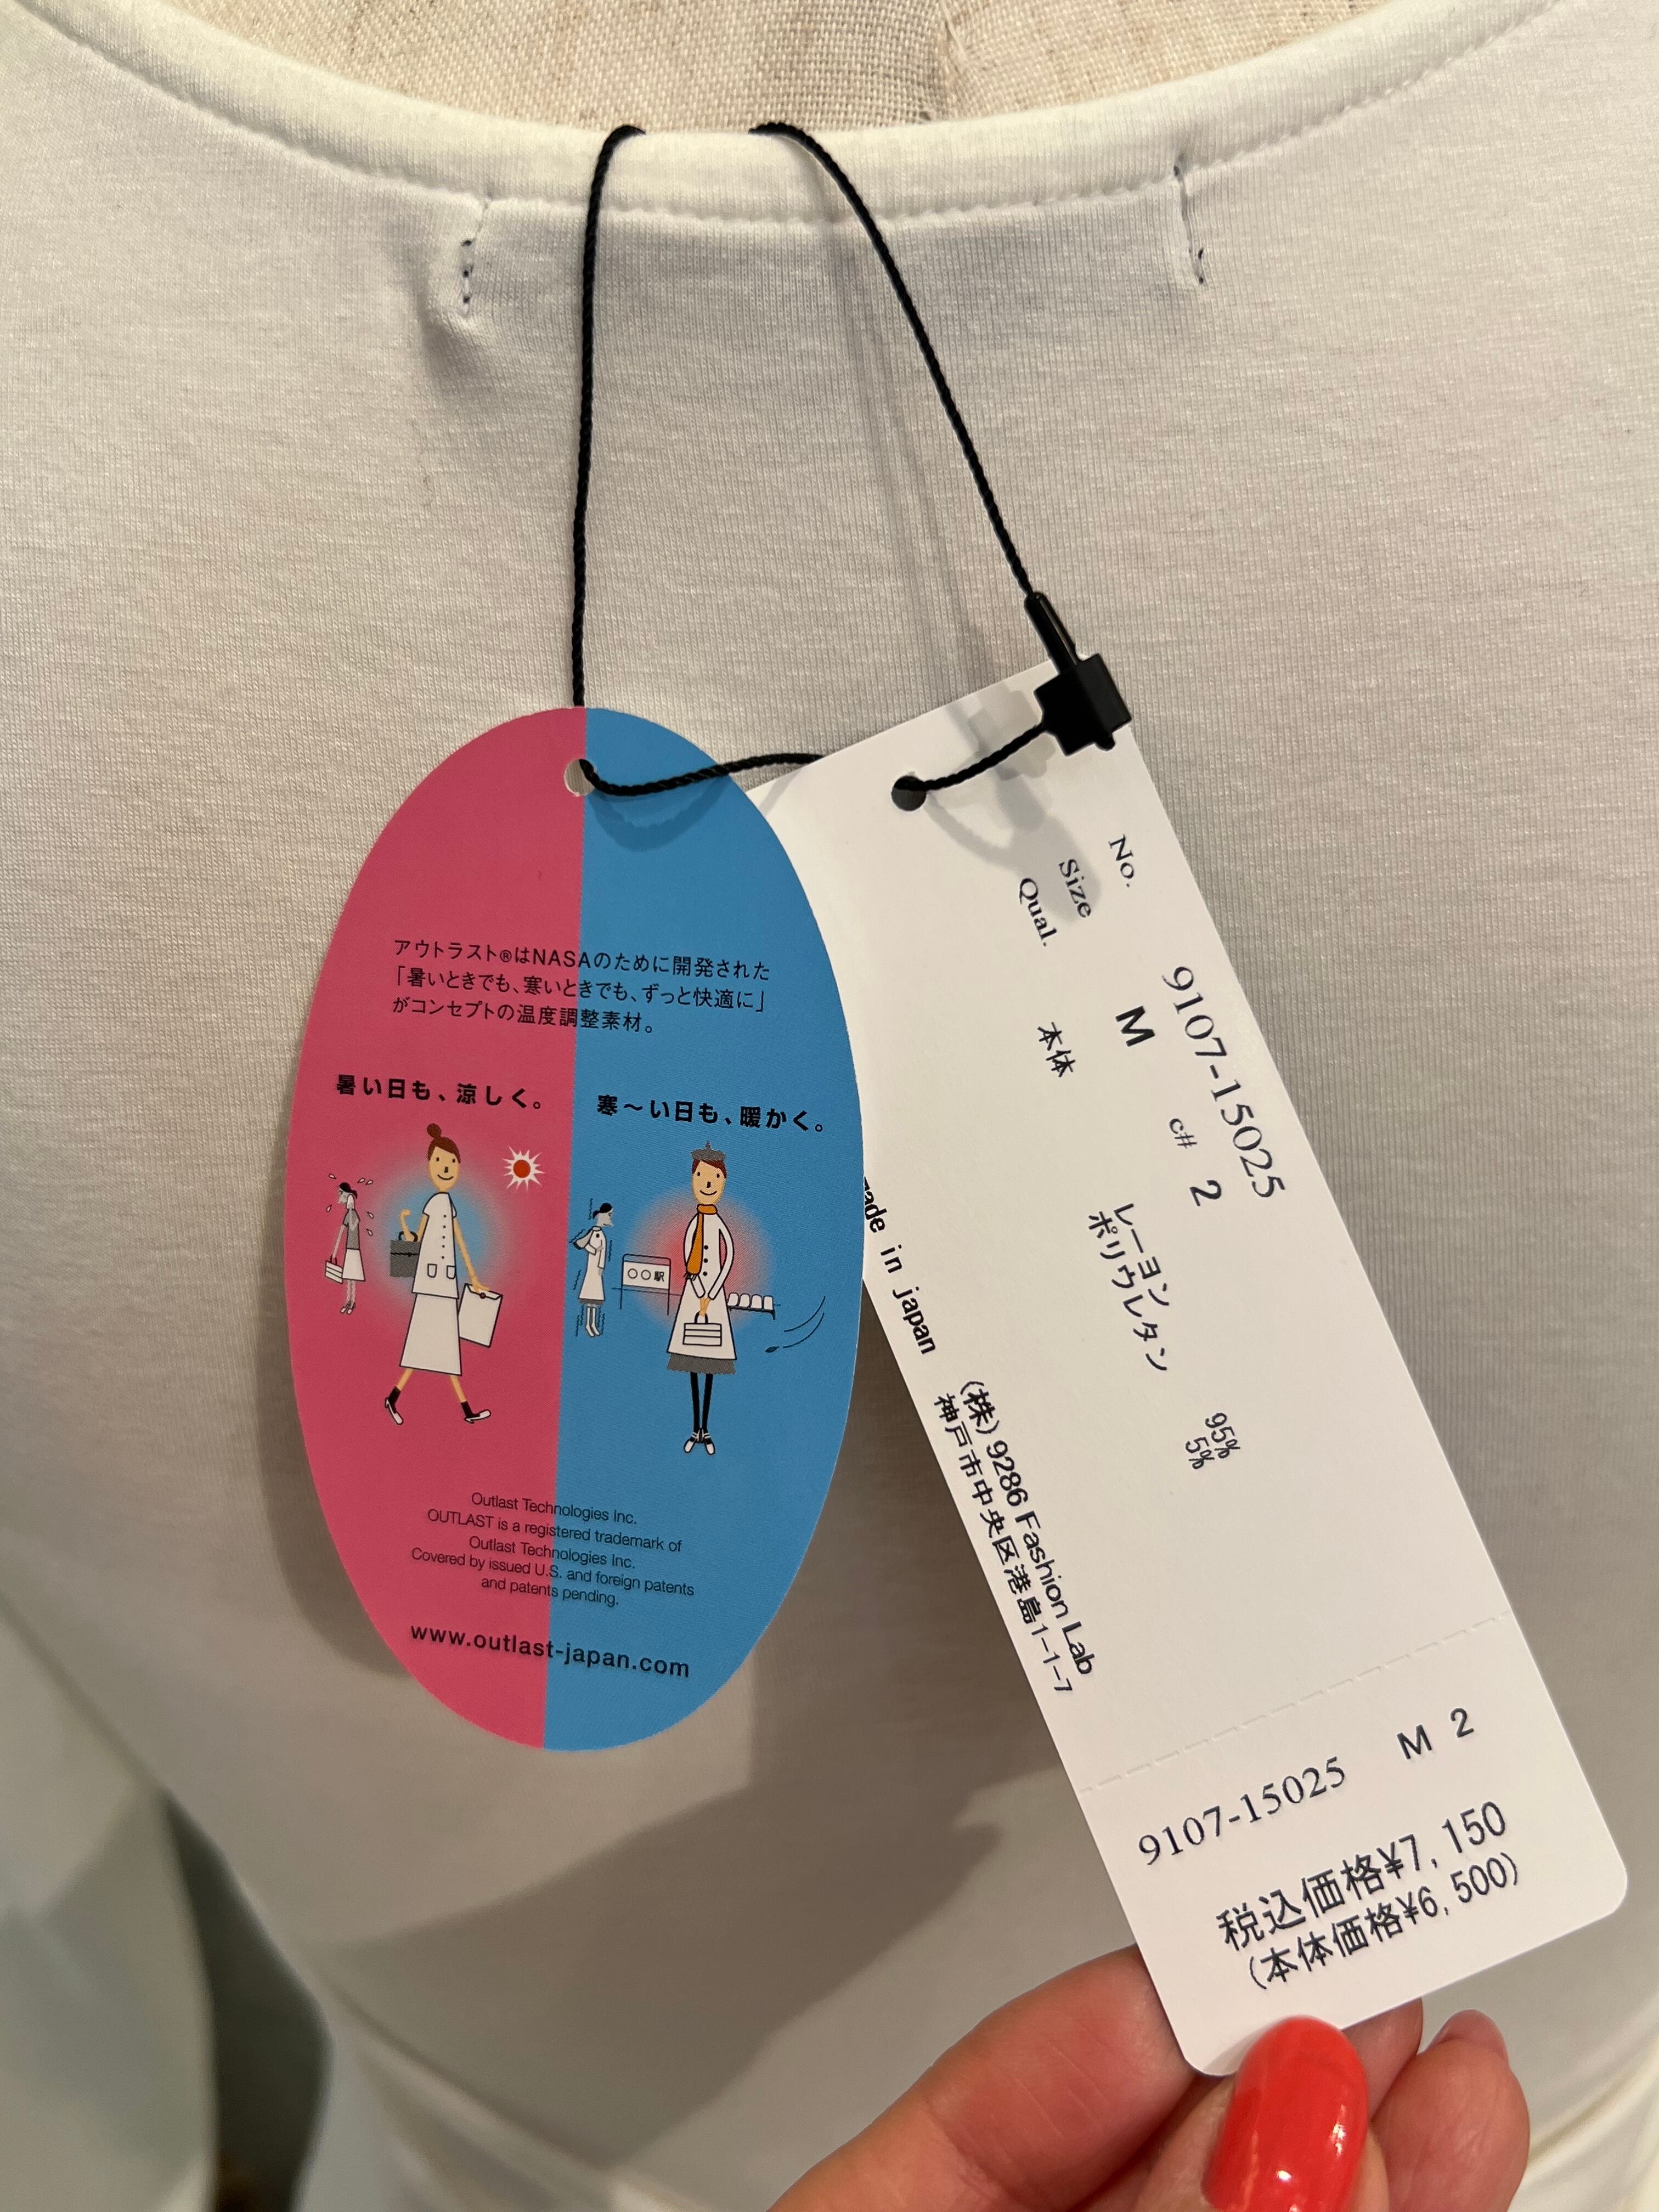 アウトラスト®はNASAのために開発された
「暑いときでも、寒いときでも、ずっと快適に」
がコンセプトの温度調整素材。
暑い日も、涼しく。
寒～い日も、暖かく。
○○駅
Outlast Technologies Inc.
OUTLAST is a registered trademark of
Outlast Technologies Inc.
Covered by issued U.S. and foreign patents
and patents pending.
www.outlast-japan.com
No. 9107-15025
Size M c# 2
Qual. 本体 レーヨン 95%
ポリウレタン 5%
in japan
(株) 9286 Fashion Lab
神戸市中央区港島1-1-7
M 2
9107-15025
税込価格¥7,150
(本体価格¥6,500)